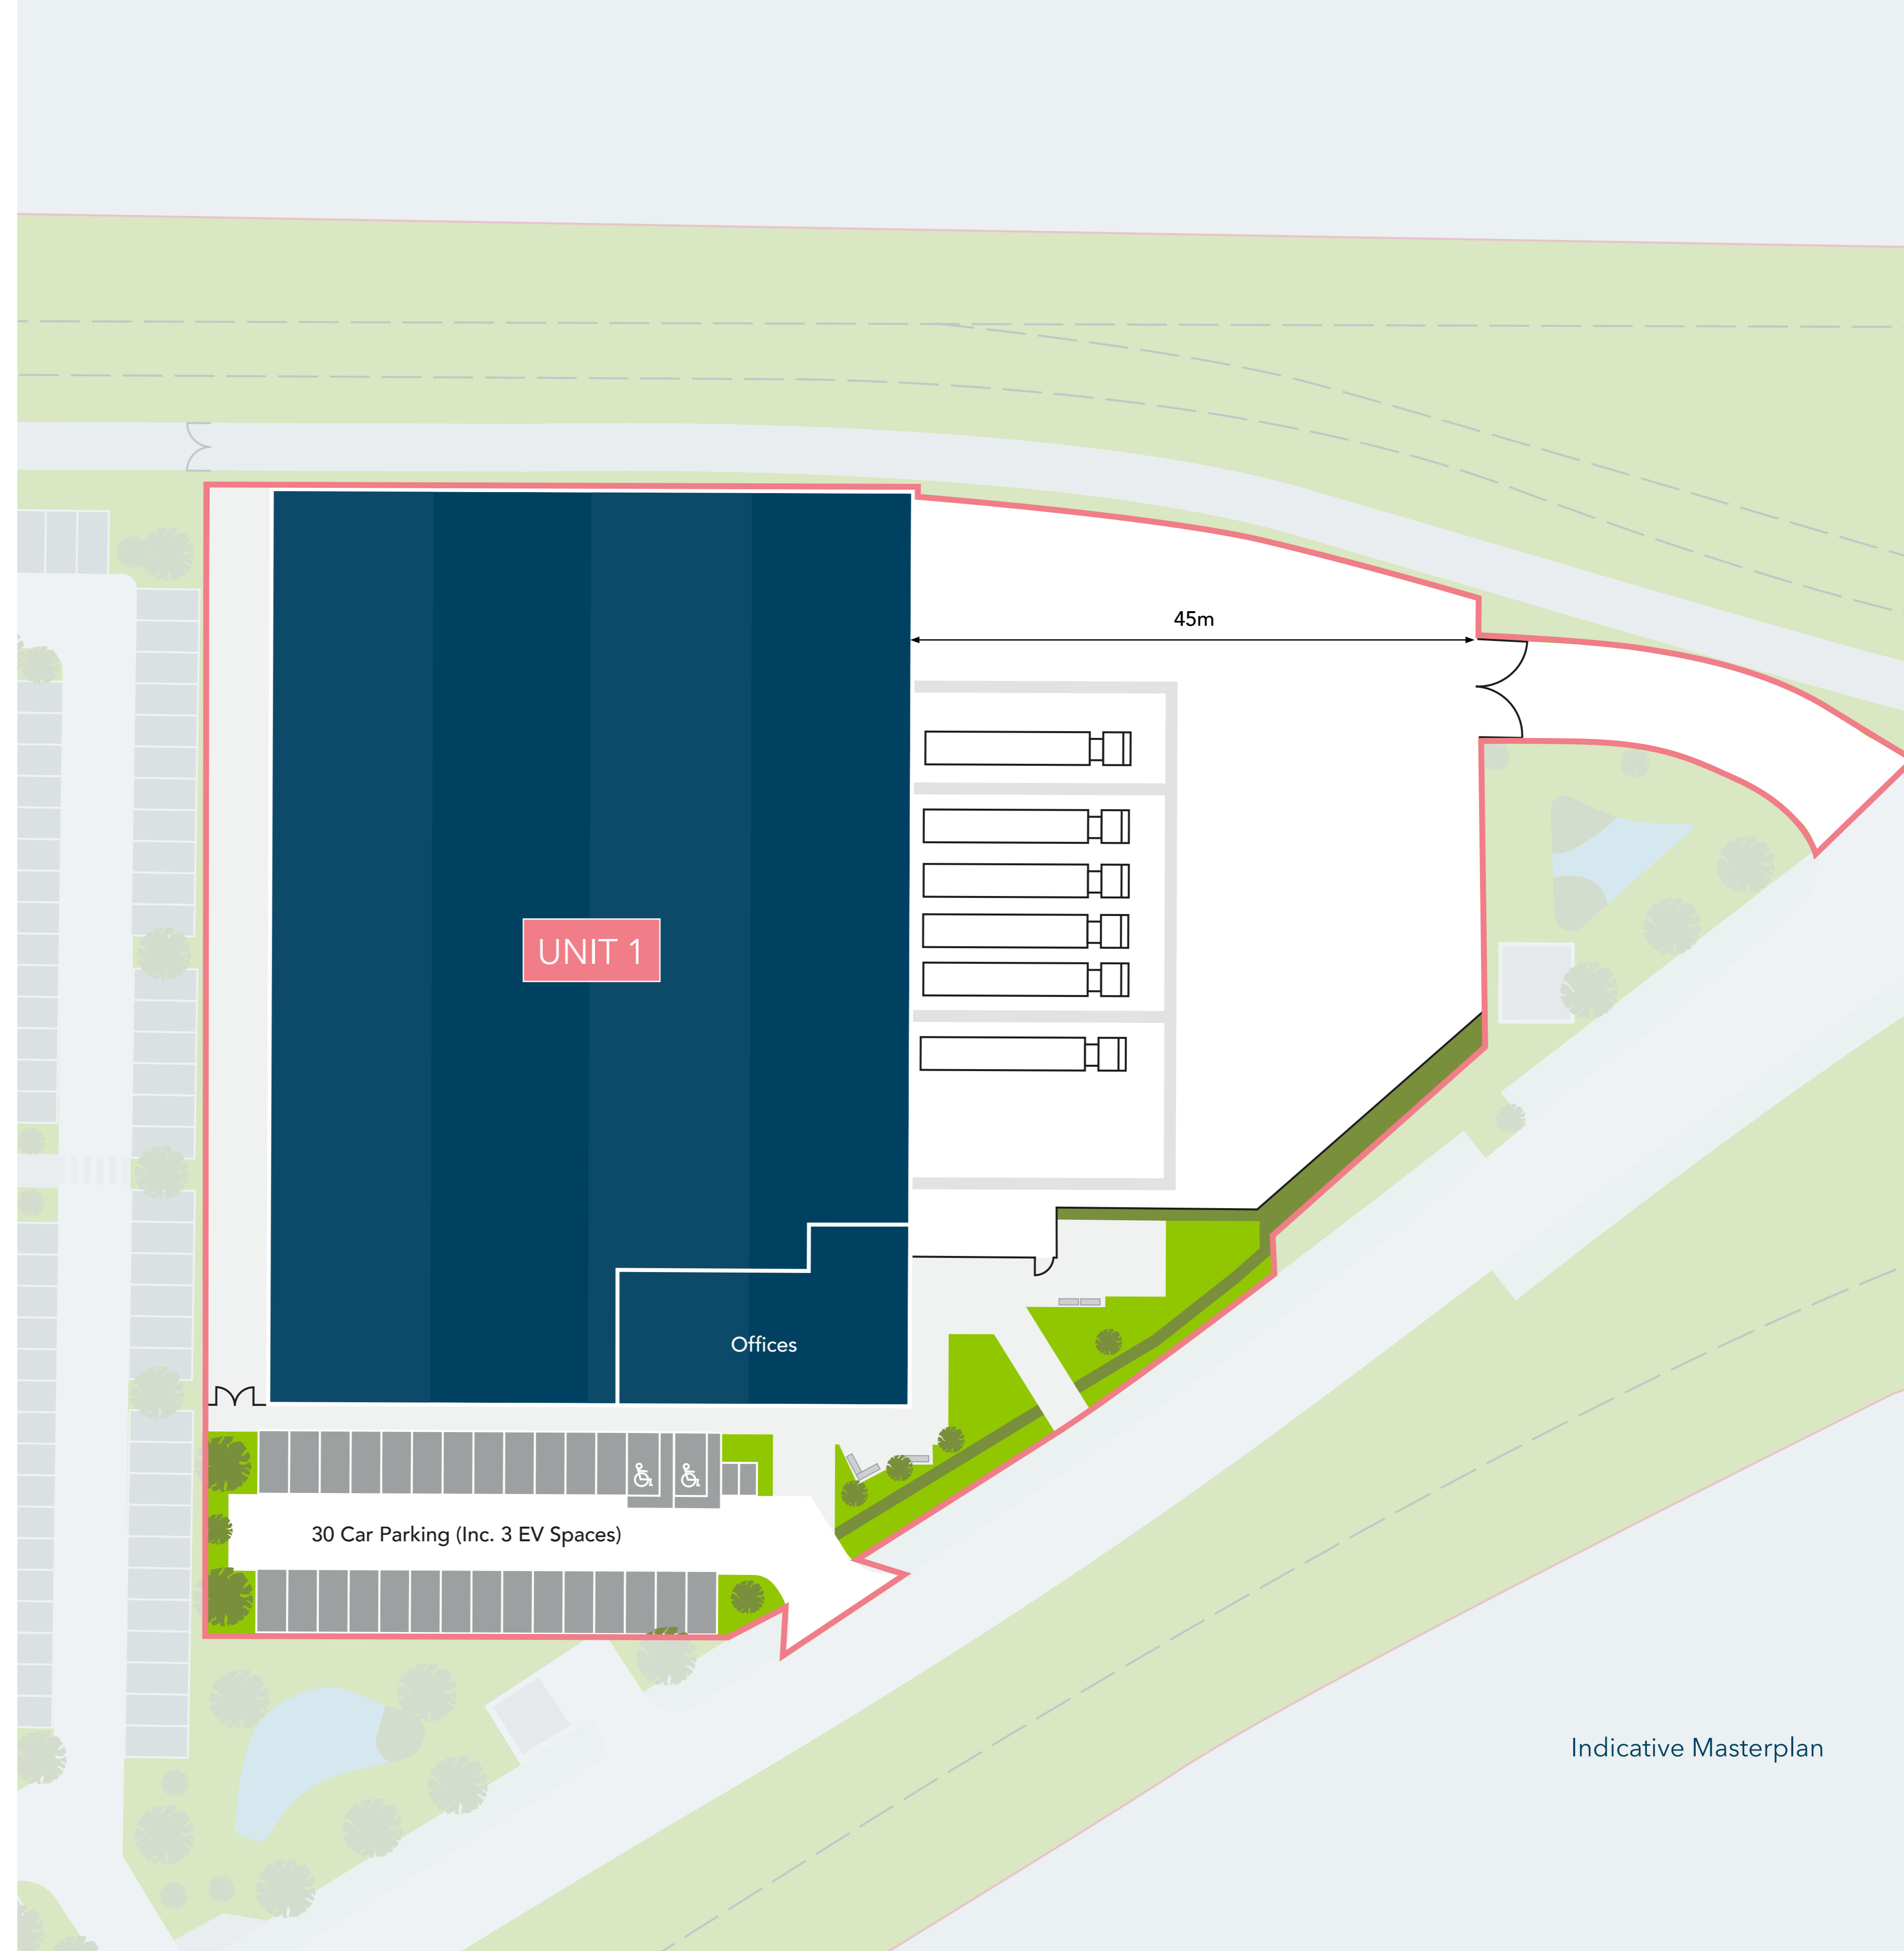 45m
UNIT 1
Offices
30 Car Parking (Inc. 3 EV Spaces)
Indicative Masterplan